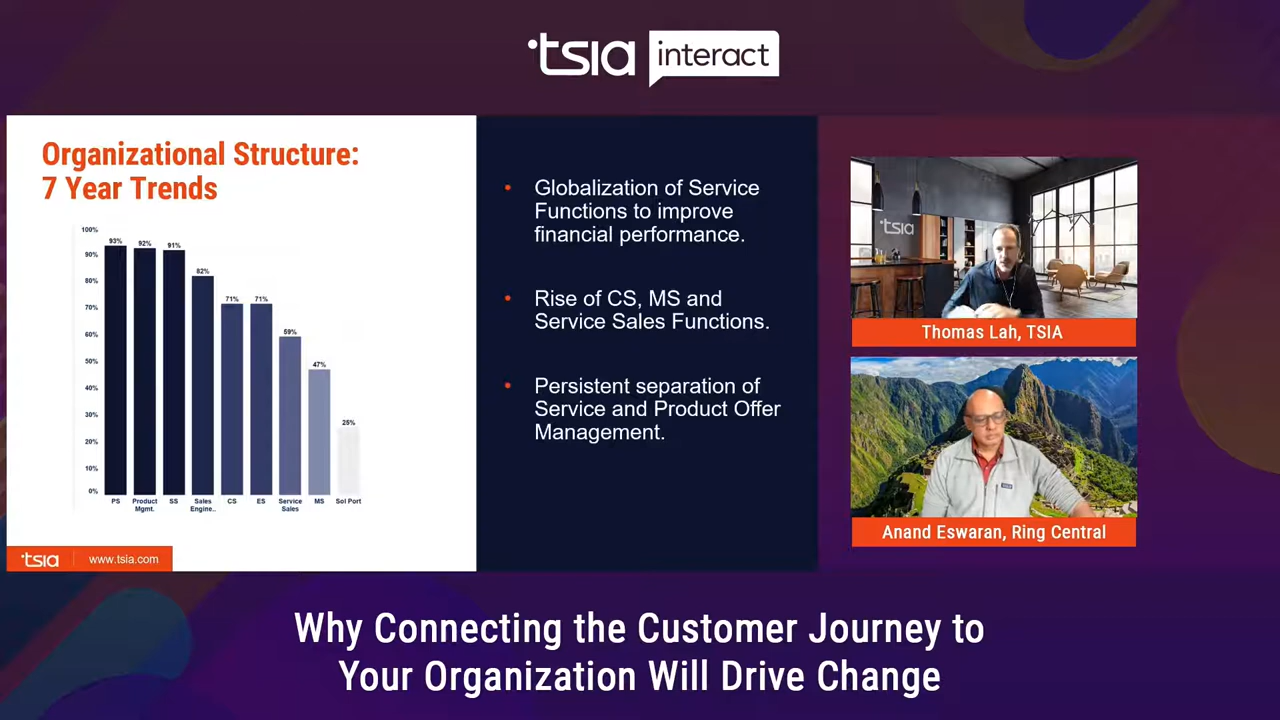 tsia interact
Organizational Structure:
7 Year Trends
100%
90%
80%
70%
60%
50%
40%
30%
20%
10%
0%
93%
92%
91%
82%
71%
71%
59%
47%
25%
PS
Product
Mgmt.
SS
Sales
Engine..
CS
ES
Service
Sales
MS
Sol Port
tsia
www.tsia.com
• Globalization of Service
Functions to improve
financial performance.
• Rise of CS, MS and
Service Sales Functions.
• Persistent separation of
Service and Product Offer
Management.
tsia
Thomas Lah, TSIA
Anand Eswaran, Ring Central
Why Connecting the Customer Journey to
Your Organization Will Drive Change